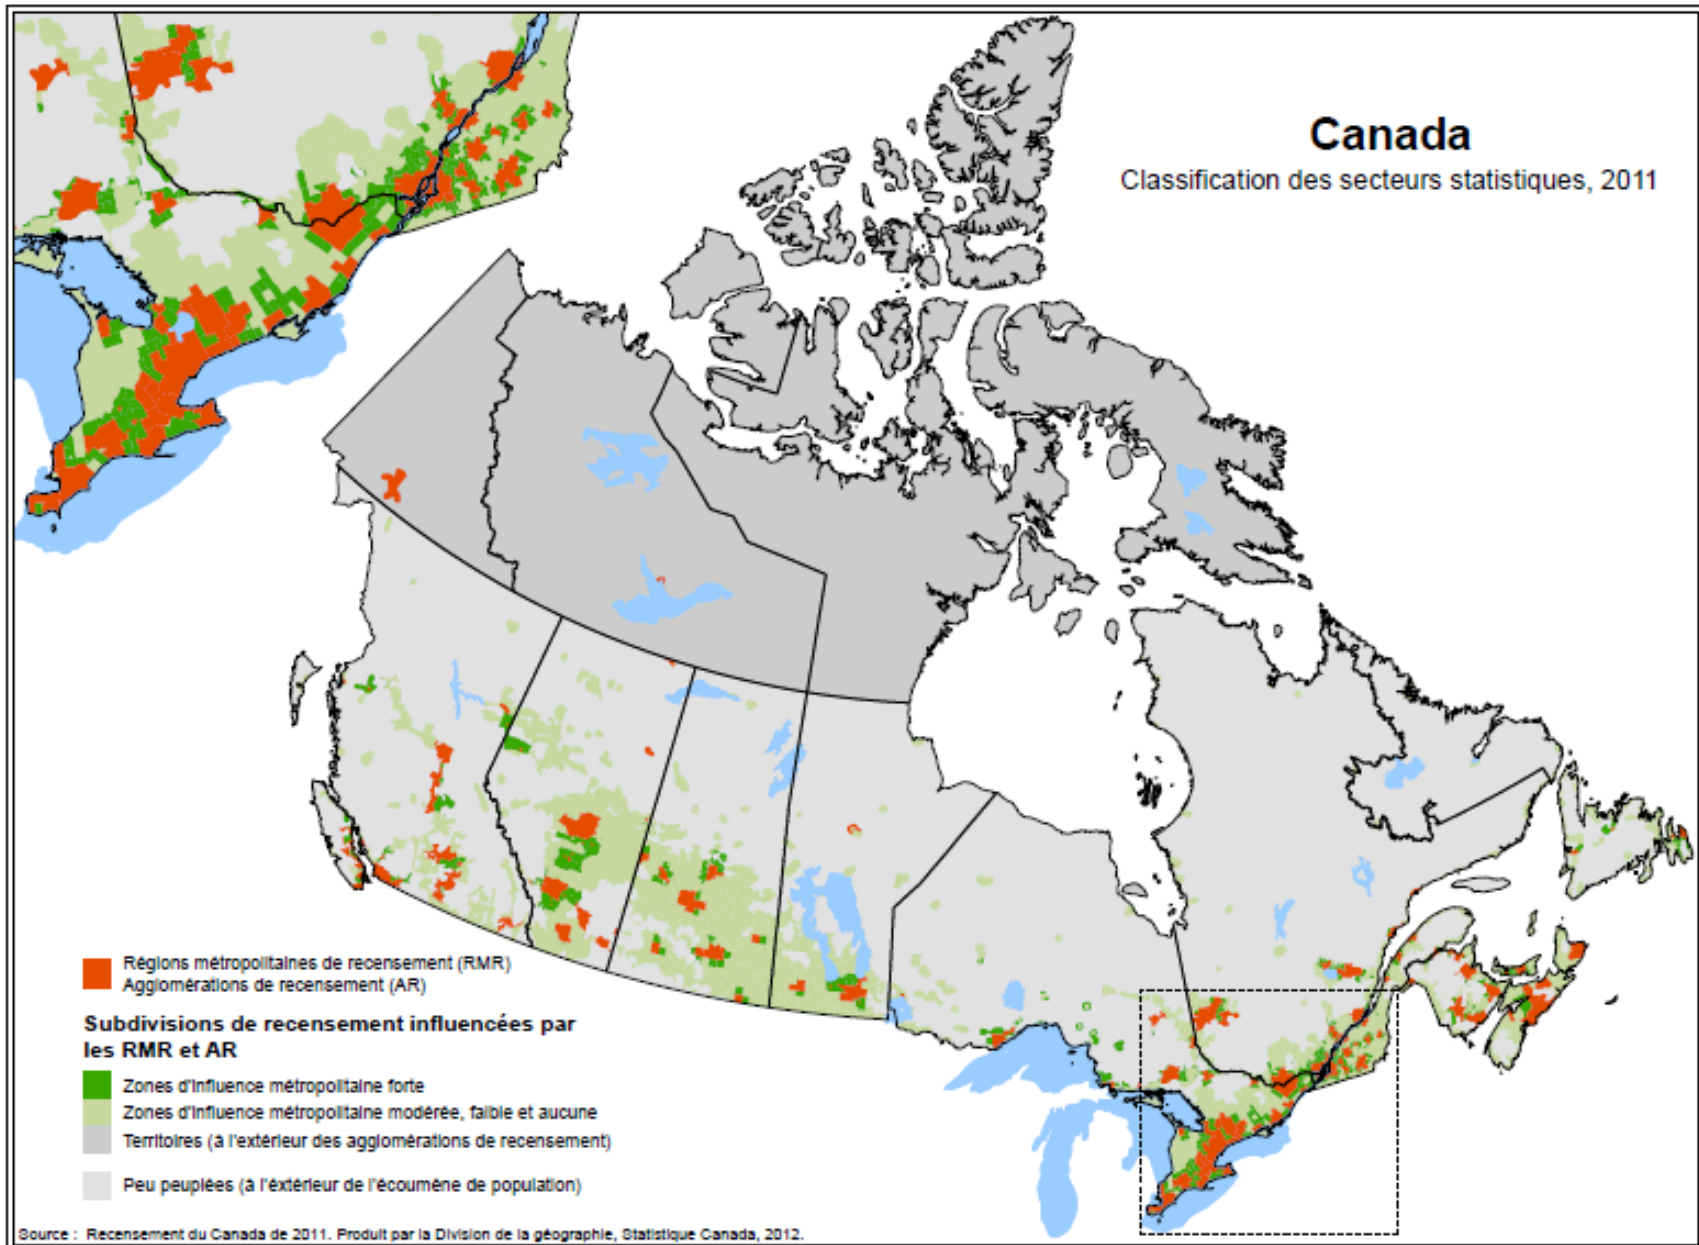 Canada
Classification des secteurs statistiques, 2011
Régions métropolitaines de recensement (RMR)
Agglomérations de recensement (AR)
Subdivisions de recensement influencées par
les RMR et AR
Zones d'influence métropolitaine forte
Zones d'influence métropolitaine modérée, faible et aucune
Territoires (à l'extérieur des agglomérations de recensement)
Peu peuplées (à l'éxtérieur de l'écoumène de population)
Source : Recensement du Canada de 2011. Produit par la Division de la géographie, Statistique Canada, 2012.